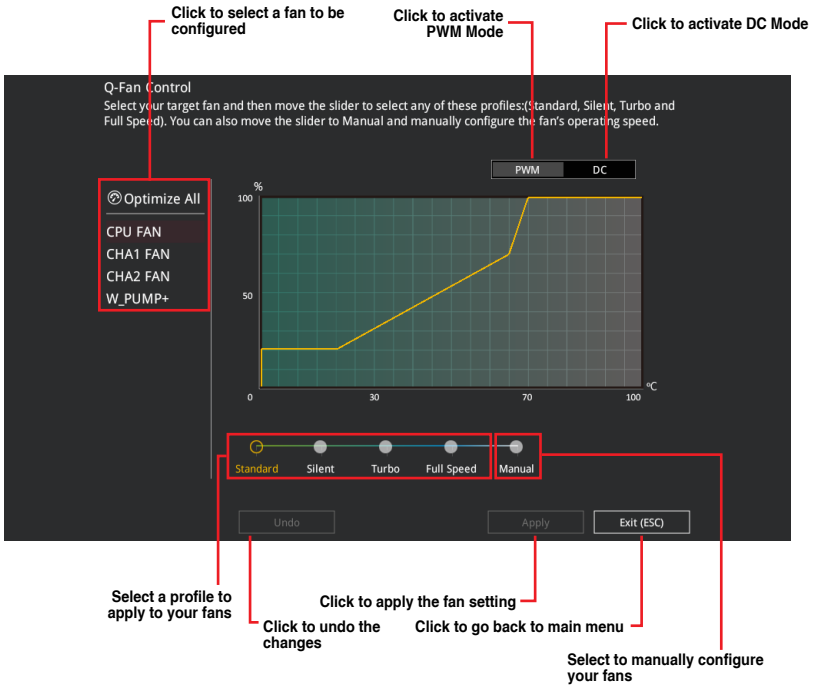 Click to select a fan to be
configured
Click to activate
PWM Mode
Click to activate DC Mode
Q-Fan Control
Select your target fan and then move the slider to select any of these profiles:(Standard, Silent, Turbo and
Full Speed). You can also move the slider to Manual and manually configure the fan's operating speed.
PWM
DC
Optimize All
CPU FAN
CHA1 FAN
CHA2 FAN
W_PUMP+
%
100
50
0
30
70
100
ºC
Standard
Silent
Turbo
Full Speed
Manual
Undo
Apply
Exit (ESC)
Select a profile to
apply to your fans
Click to undo the
changes
Click to apply the fan setting
Click to go back to main menu
Select to manually configure
your fans